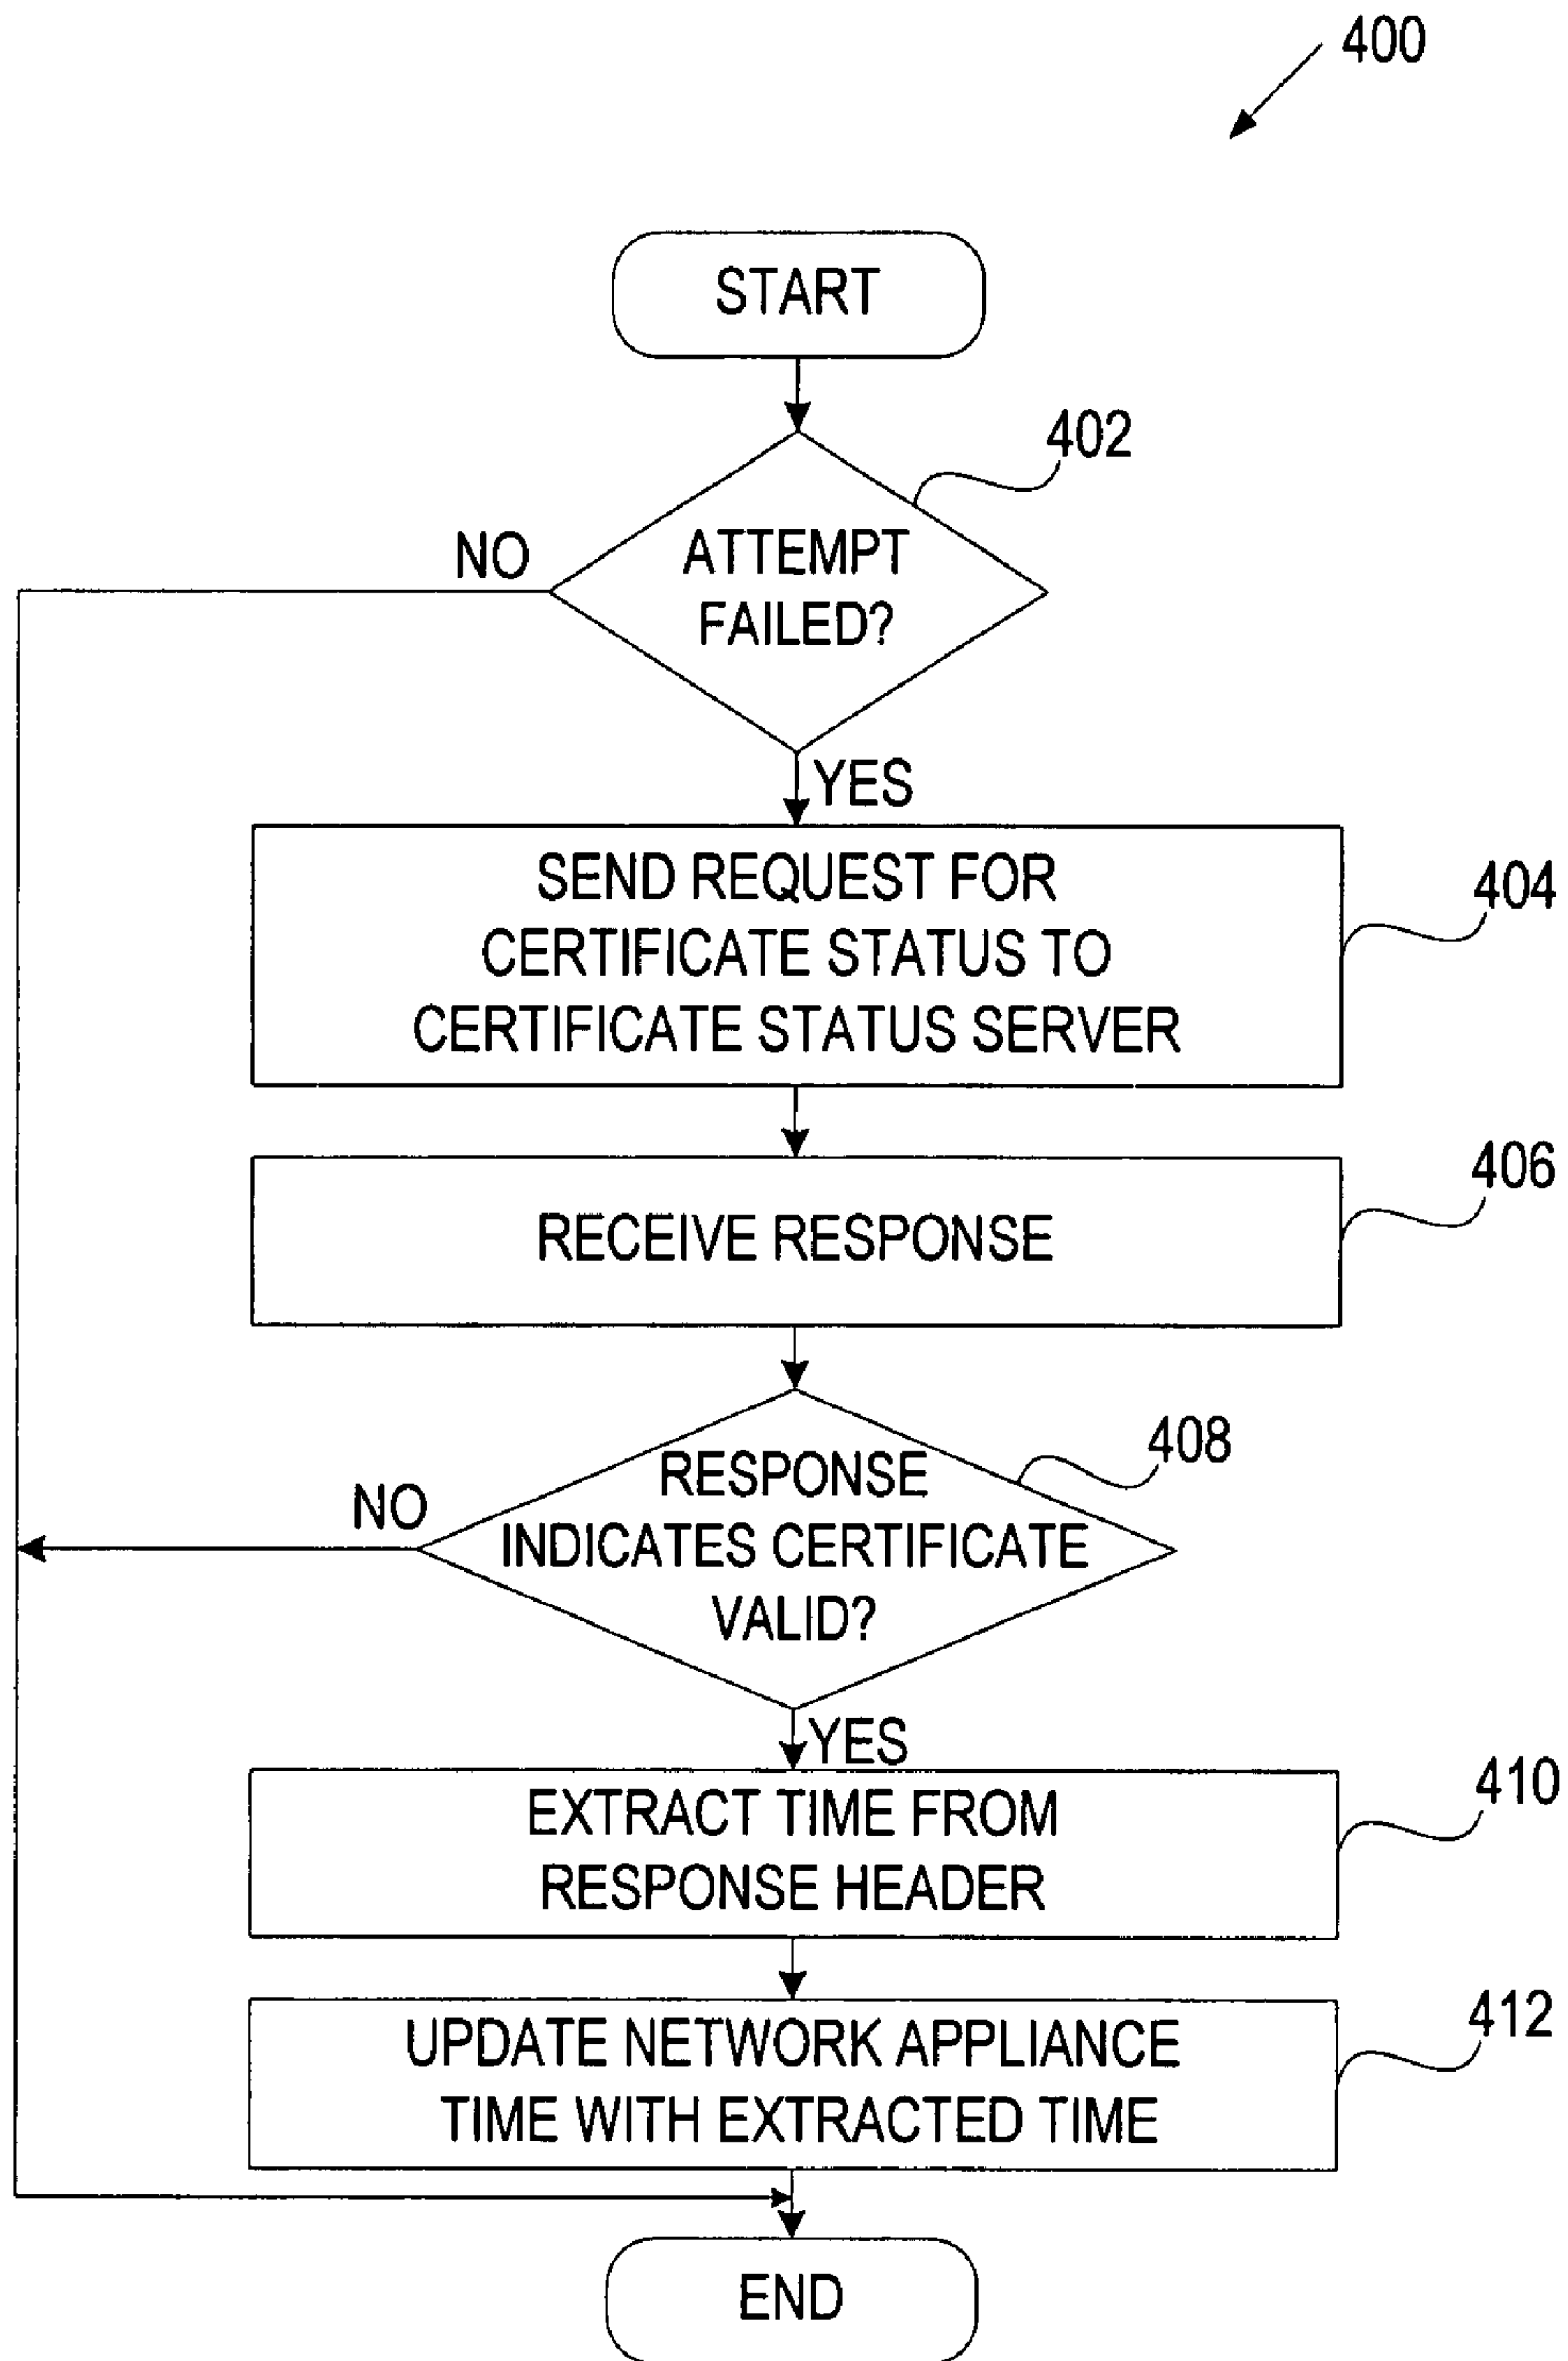 400
START
402
NO
ATTEMPT
FAILED?
YES
SEND REQUEST FOR
CERTIFICATE STATUS TO
CERTIFICATE STATUS SERVER
404
RECEIVE RESPONSE
406
408
NO
RESPONSE
INDICATES CERTIFICATE
VALID?
YES
EXTRACT TIME FROM
RESPONSE HEADER
410
UPDATE NETWORK APPLIANCE
TIME WITH EXTRACTED TIME
412
END